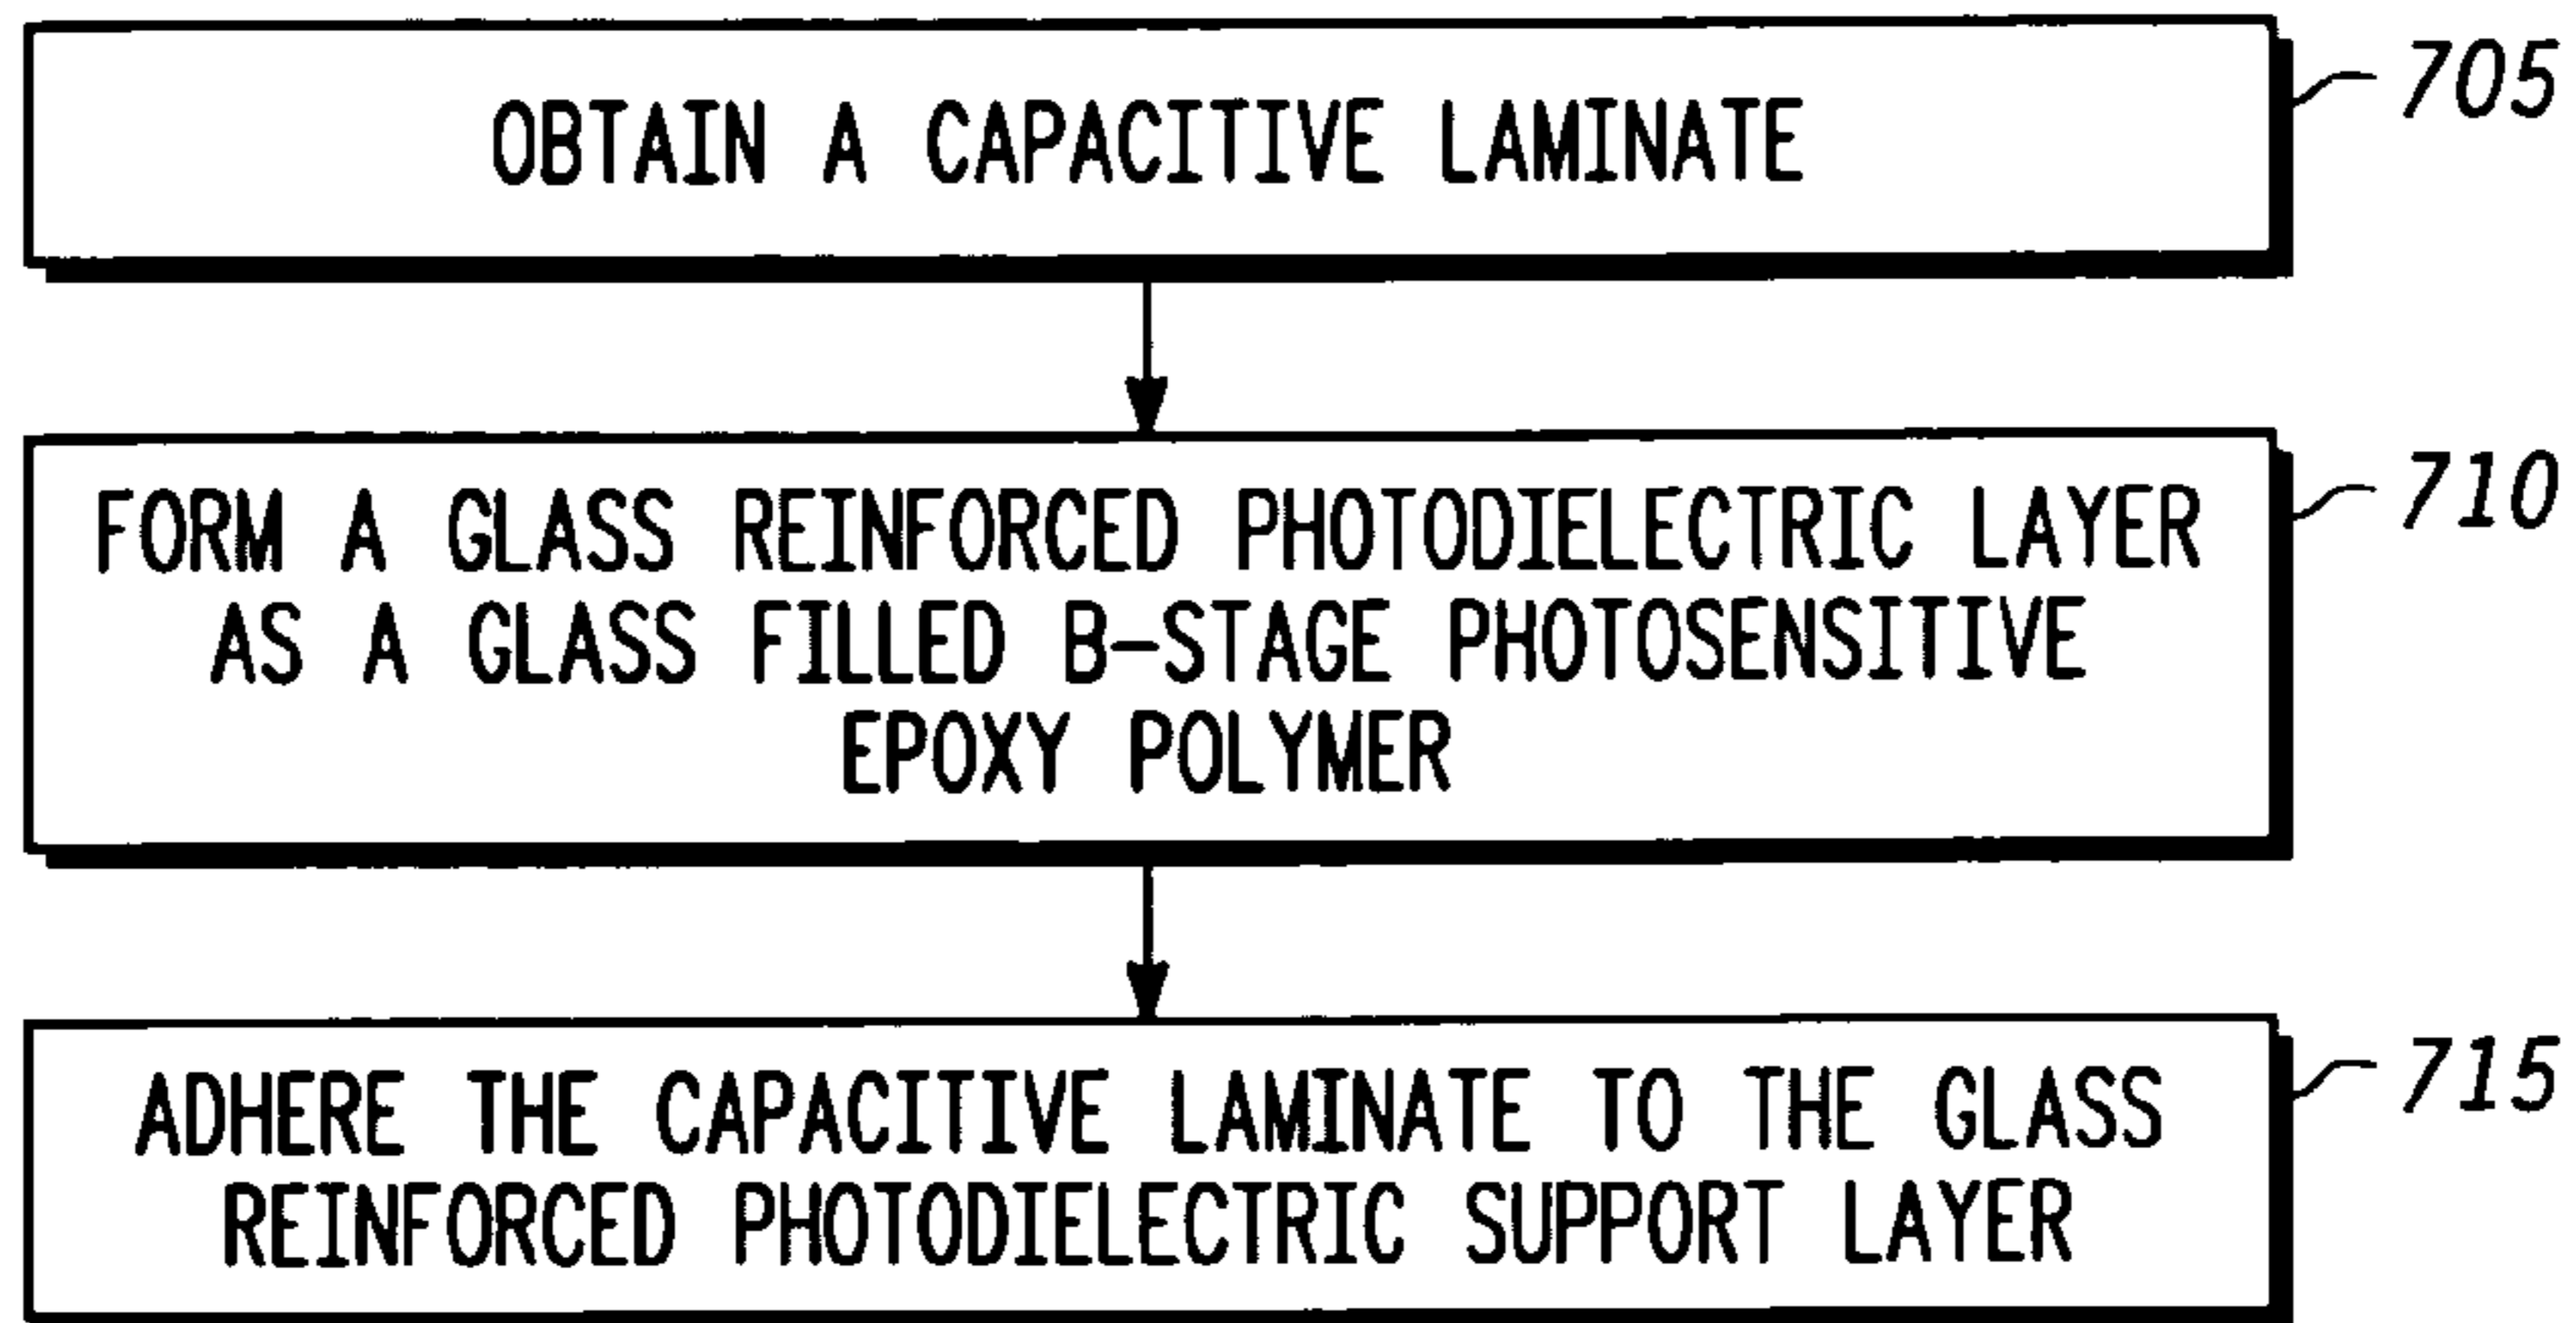 OBTAIN A CAPACITIVE LAMINATE
705
FORM A GLASS REINFORCED PHOTODIELECTRIC LAYER
AS A GLASS FILLED B-STAGE PHOTOSENSITIVE
EPOXY POLYMER
710
ADHERE THE CAPACITIVE LAMINATE TO THE GLASS
REINFORCED PHOTODIELECTRIC SUPPORT LAYER
715